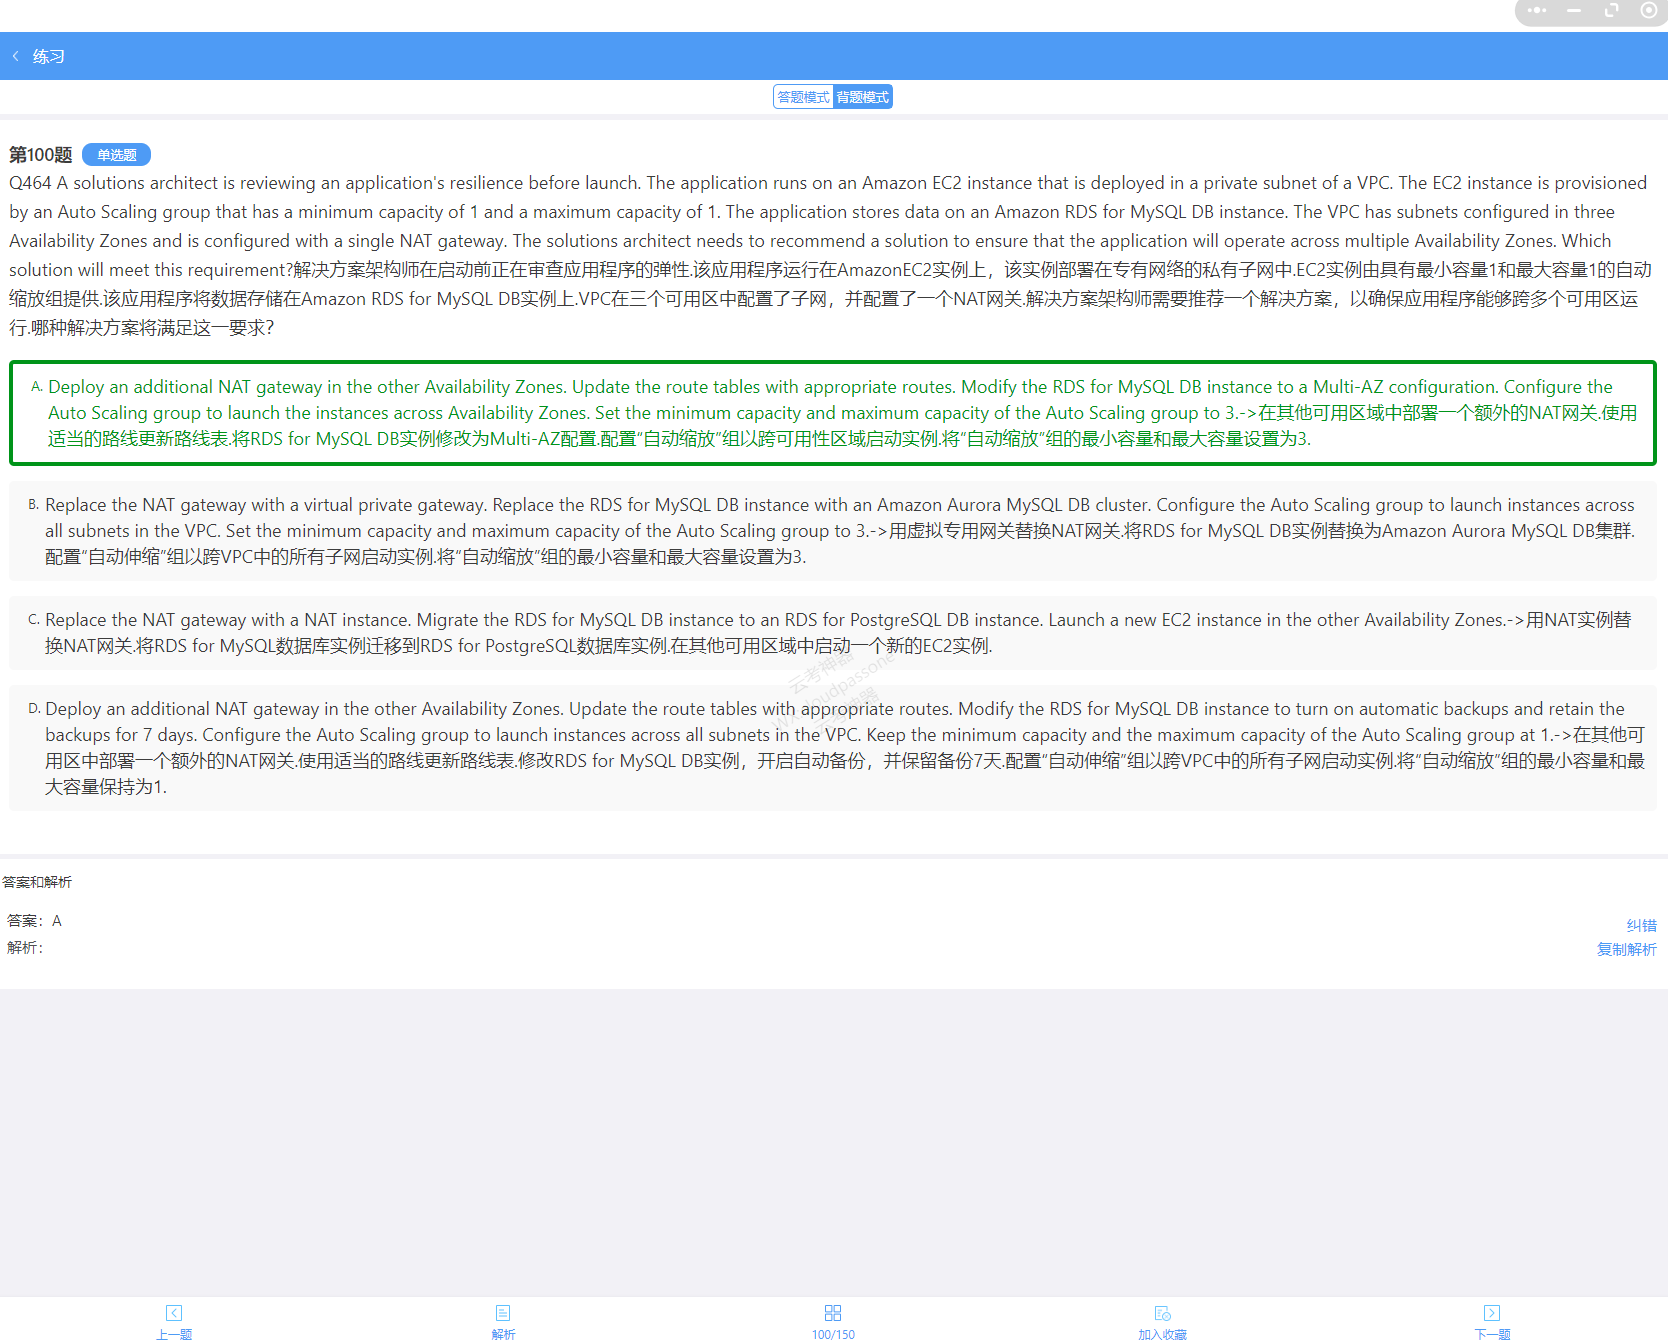 练习
答题模式 背题模式
第100题 单选题
Q464 A solutions architect is reviewing an application's resilience before launch. The application runs on an Amazon EC2 instance that is deployed in a private subnet of a VPC. The EC2 instance is provisioned
by an Auto Scaling group that has a minimum capacity of 1 and a maximum capacity of 1. The application stores data on an Amazon RDS for MySQL DB instance. The VPC has subnets configured in three
Availability Zones and is configured with a single NAT gateway. The solutions architect needs to recommend a solution to ensure that the application will operate across multiple Availability Zones. Which
solution will meet this requirement?解决方案架构师在启动前正在审查应用程序的弹性.该应用程序运行在AmazonEC2实例上，该实例部署在专有网络的私有子网中.EC2实例由具有最小容量1和最大容量1的自动
缩放组提供.该应用程序将数据存储在Amazon RDS for MySQL DB实例上.VPC在三个可用区中配置了子网，并配置了一个NAT网关.解决方案架构师需要推荐一个解决方案，以确保应用程序能够跨多个可用区运
行.哪种解决方案将满足这一要求？
A. Deploy an additional NAT gateway in the other Availability Zones. Update the route tables with appropriate routes. Modify the RDS for MySQL DB instance to a Multi-AZ configuration. Configure the
Auto Scaling group to launch the instances across Availability Zones. Set the minimum capacity and maximum capacity of the Auto Scaling group to 3.->在其他可用区域中部署一个额外的NAT网关.使用
适当的路线更新路线表.将RDS for MySQL DB实例修改为Multi-AZ配置.配置“自动缩放”组以跨可用性区域启动实例.将“自动缩放”组的最小容量和最大容量设置为3.
B. Replace the NAT gateway with a virtual private gateway. Replace the RDS for MySQL DB instance with an Amazon Aurora MySQL DB cluster. Configure the Auto Scaling group to launch instances across
all subnets in the VPC. Set the minimum capacity and maximum capacity of the Auto Scaling group to 3.->用虚拟专用网关替换NAT网关.将RDS for MySQL DB实例替换为Amazon Aurora MySQL DB集群.
配置“自动伸缩”组以跨VPC中的所有子网启动实例.将“自动缩放”组的最小容量和最大容量设置为3.
C. Replace the NAT gateway with a NAT instance. Migrate the RDS for MySQL DB instance to an RDS for PostgreSQL DB instance. Launch a new EC2 instance in the other Availability Zones.->用NAT实例替
换NAT网关.将RDS for MySQL数据库实例迁移到RDS for PostgreSQL数据库实例.在其他可用区域中启动一个新的EC2实例.
D. Deploy an additional NAT gateway in the other Availability Zones. Update the route tables with appropriate routes. Modify the RDS for MySQL DB instance to turn on automatic backups and retain the
backups for 7 days. Configure the Auto Scaling group to launch instances across all subnets in the VPC. Keep the minimum capacity and the maximum capacity of the Auto Scaling group at 1.->在其他可
用区中部署一个额外的NAT网关.使用适当的路线更新路线表.修改RDS for MySQL DB实例，开启自动备份，并保留备份7天.配置“自动伸缩”组以跨VPC中的所有子网启动实例.将“自动缩放”组的最小容量和最
大容量保持为1.
云考神器
云考神器
答案和解析
答案：A
纠错
解析：
复制解析
上一题 解析 100/150 加入收藏 下一题